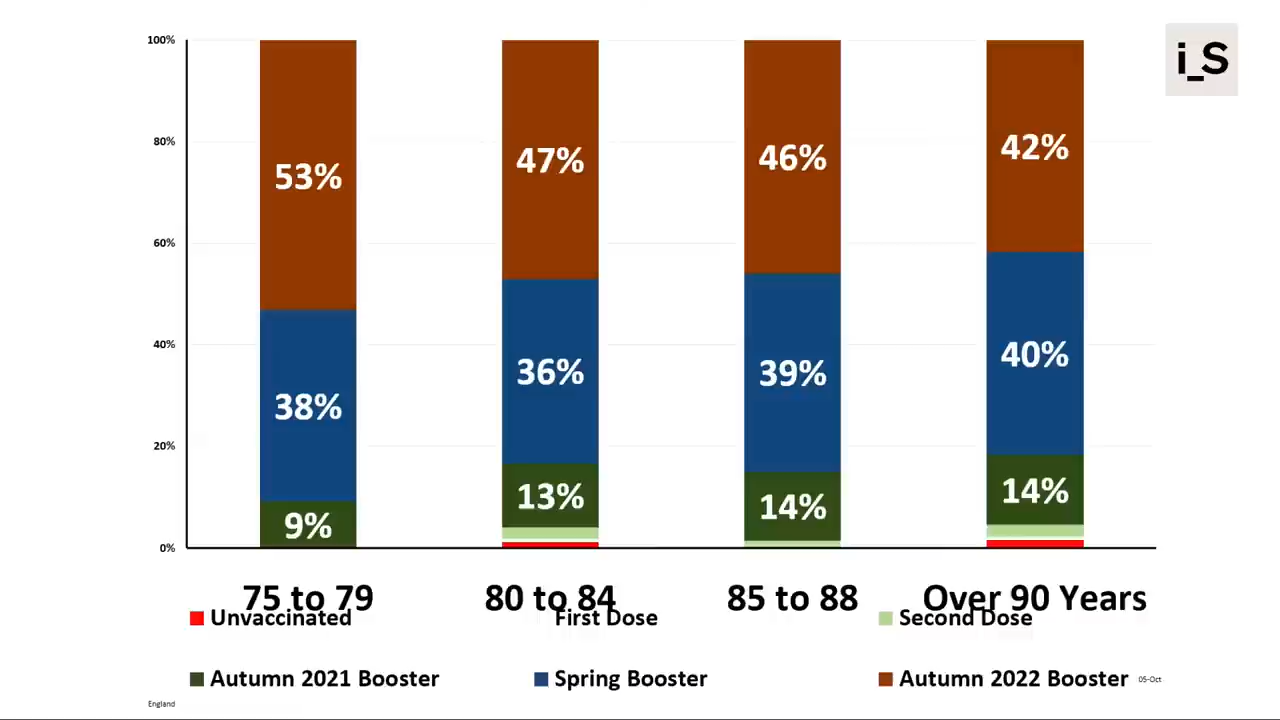 100%
i_S
80%
53%
47%
46%
42%
60%
40%
38%
36%
39%
40%
20%
9%
13%
14%
14%
0%
75 to 79
80 to 84
85 to 88
Over 90 Years
Unvaccinated
First Dose
Second Dose
Autumn 2021 Booster
Spring Booster
Autumn 2022 Booster
05-Oct
England